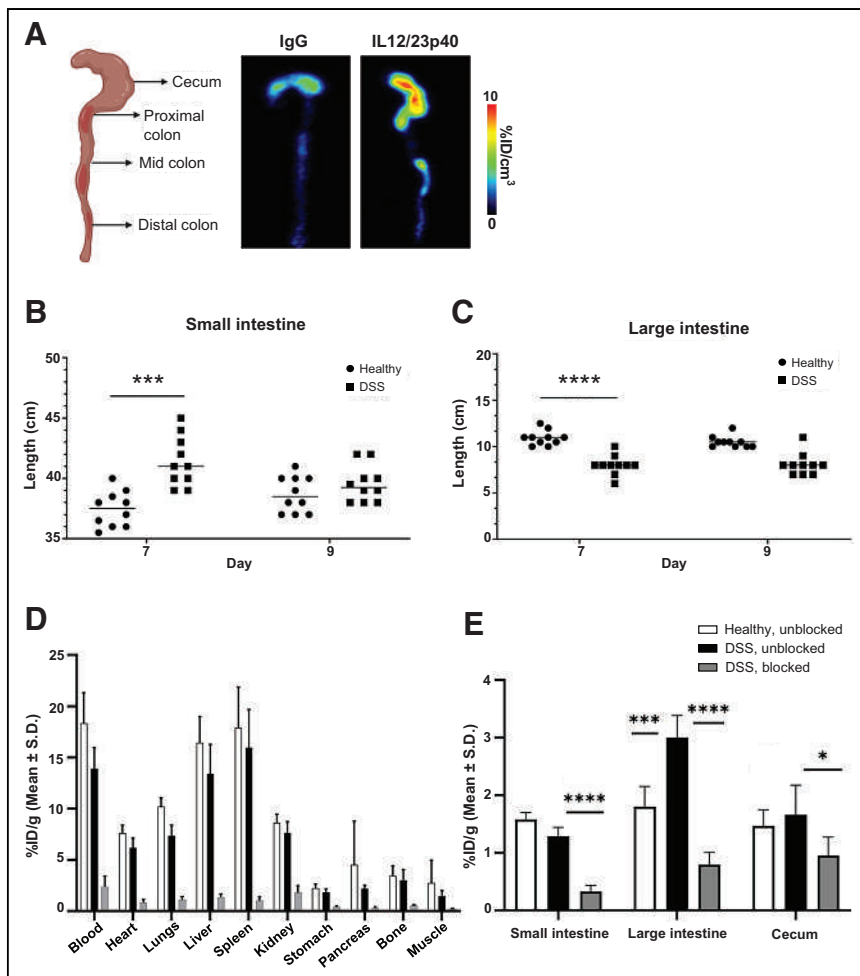 A
IgG
IL12/23p40
Cecum
Proximal
colon
Mid colon
Distal colon
10
%ID/cm3
0
B
Small intestine
Healthy
DSS
***
50
45
40
35
Length (cm)
7
9
Day
C
Large intestine
Healthy
DSS
****
20
15
10
5
0
Length (cm)
7
9
Day
D
%ID/g (Mean ± S.D.)
25
20
15
10
5
0
Blood
Heart
Lungs
Liver
Spleen
Kidney
Stomach
Pancreas
Bone
Muscle
E
Healthy, unblocked
DSS, unblocked
DSS, blocked
%ID/g (Mean ± S.D.)
4
3
2
1
0
****
***
****
*
Small intestine
Large intestine
Cecum